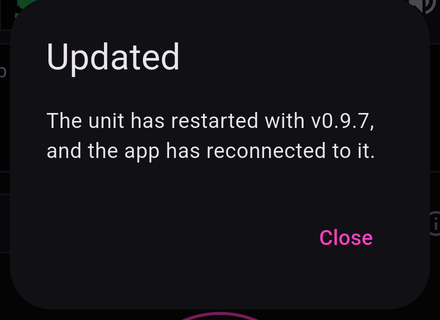 Updated
The unit has restarted with v0.9.7,
and the app has reconnected to it.
Close